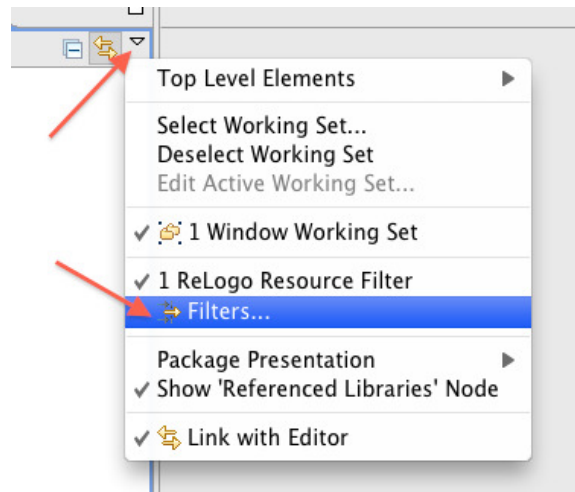 Top Level Elements
Select Working Set...
Deselect Working Set
Edit Active Working Set...
1 Window Working Set
1 ReLogo Resource Filter
Filters...
Package Presentation
Show 'Referenced Libraries' Node
Link with Editor